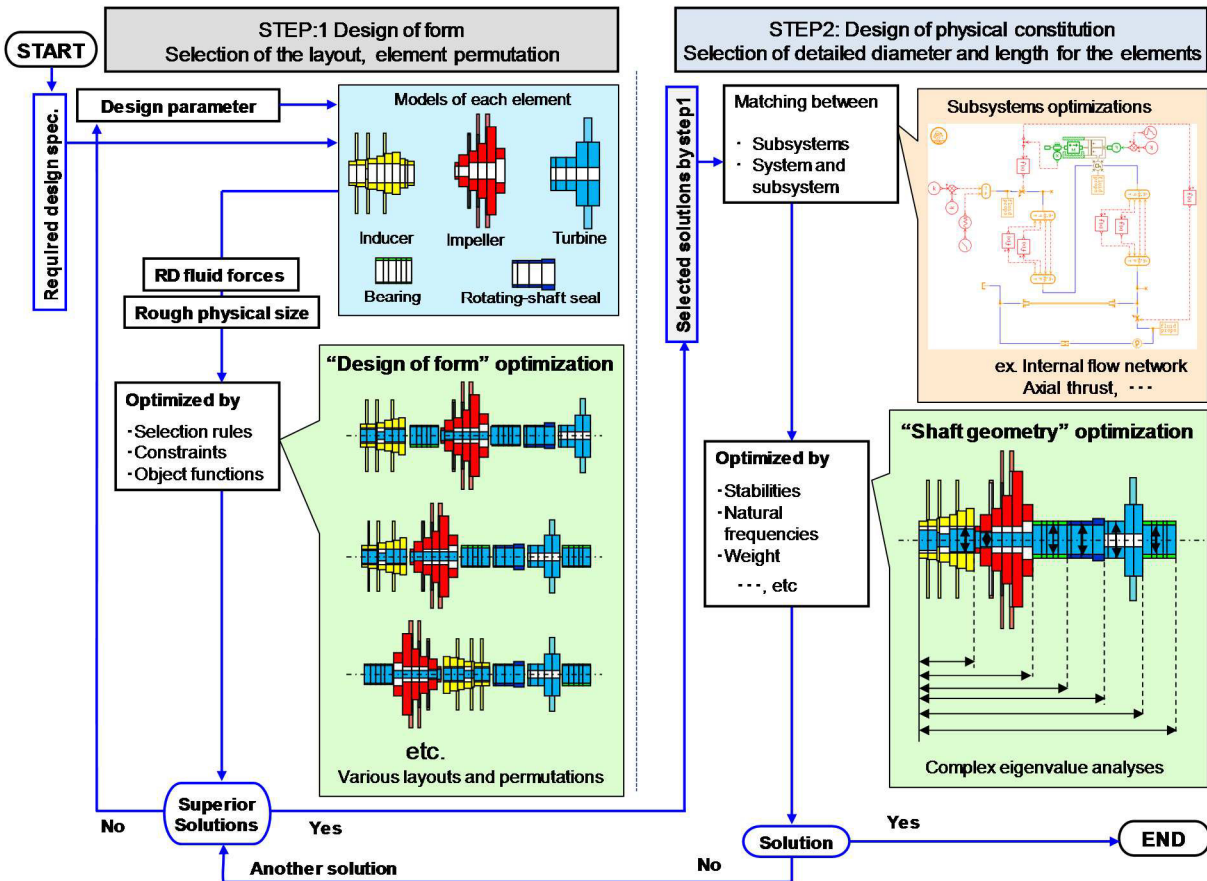 START
STEP:1 Design of form
Selection of the layout, element permutation
Required design spec.
Design parameter
Models of each element
Inducer
Impeller
Turbine
Bearing
Rotating-shaft seal
RD fluid forces
Rough physical size
Optimized by
・Selection rules
・Constraints
・Object functions
“Design of form” optimization
etc.
Various layouts and permutations
Superior
Solutions
No
Yes
Another solution
STEP2: Design of physical constitution
Selection of detailed diameter and length for the elements
Selected solutions by step1
Matching between
・ Subsystems
・ System and
subsystem
Subsystems optimizations
ex. Internal flow network
Axial thrust, ・・・
Optimized by
・Stabilities
・Natural
frequencies
・Weight
・・・, etc
“Shaft geometry” optimization
Complex eigenvalue analyses
Solution
Yes
No
END